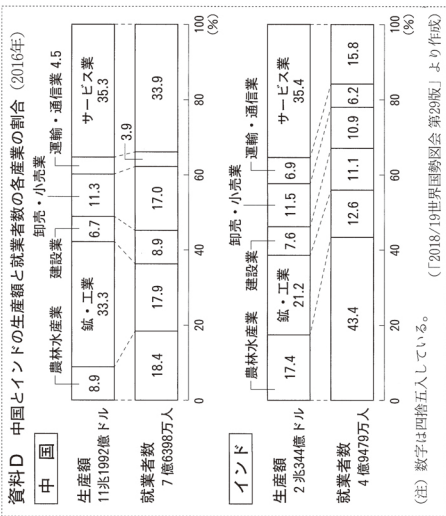 資料D 中国とインドの生産額と就業者数の各産業の割合（2016年）
中国
農林水産業 建設業 卸売・小売業 運輸・通信業 4.5
生産額
11兆1992億ドル
8.9 鉱・工業 33.3 6.7 11.3 サービス業 35.3
3.9
就業者数
7億6398万人
18.4 17.9 8.9 17.0 33.9
0 20 40 60 80 100
(%)
インド
農林水産業 建設業 卸売・小売業 運輸・通信業
生産額
2兆344億ドル
17.4 鉱・工業 21.2 7.6 11.5 6.9 サービス業 35.4
就業者数
4億9479万人
43.4 12.6 11.1 10.9 6.2 15.8
0 20 40 60 80 100
(%)
（注）数字は四捨五入している。
（「2018/19世界国勢図会 第29版」より作成）